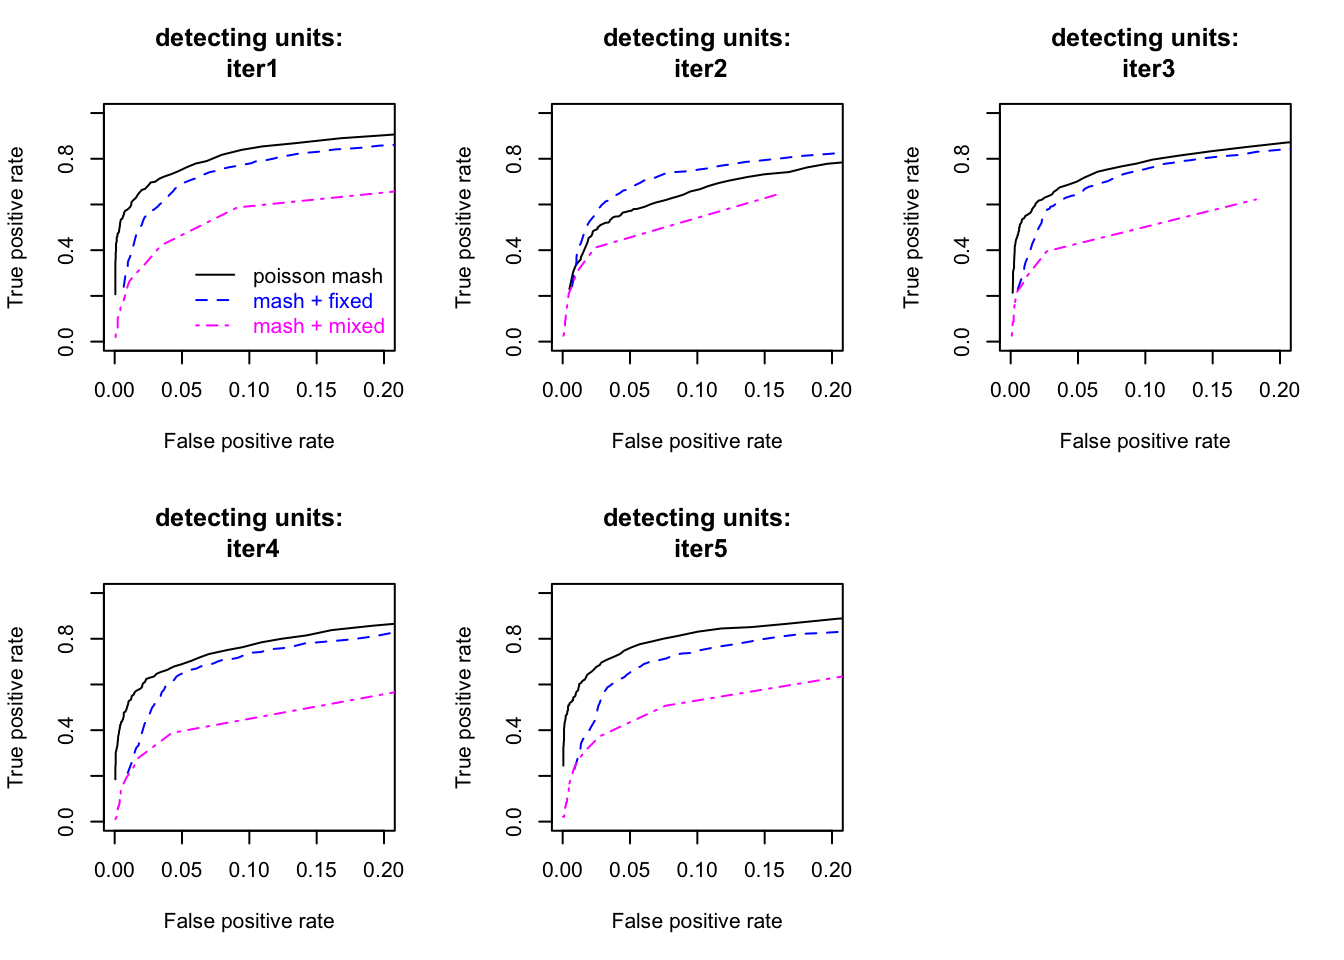 detecting units:
iter1
True positive rate
0.0 0.4 0.8
poisson mash
mash + fixed
mash + mixed
0.00 0.05 0.10 0.15 0.20
False positive rate
detecting units:
iter2
True positive rate
0.0 0.4 0.8
0.00 0.05 0.10 0.15 0.20
False positive rate
detecting units:
iter3
True positive rate
0.0 0.4 0.8
0.00 0.05 0.10 0.15 0.20
False positive rate
detecting units:
iter4
True positive rate
0.0 0.4 0.8
0.00 0.05 0.10 0.15 0.20
False positive rate
detecting units:
iter5
True positive rate
0.0 0.4 0.8
0.00 0.05 0.10 0.15 0.20
False positive rate